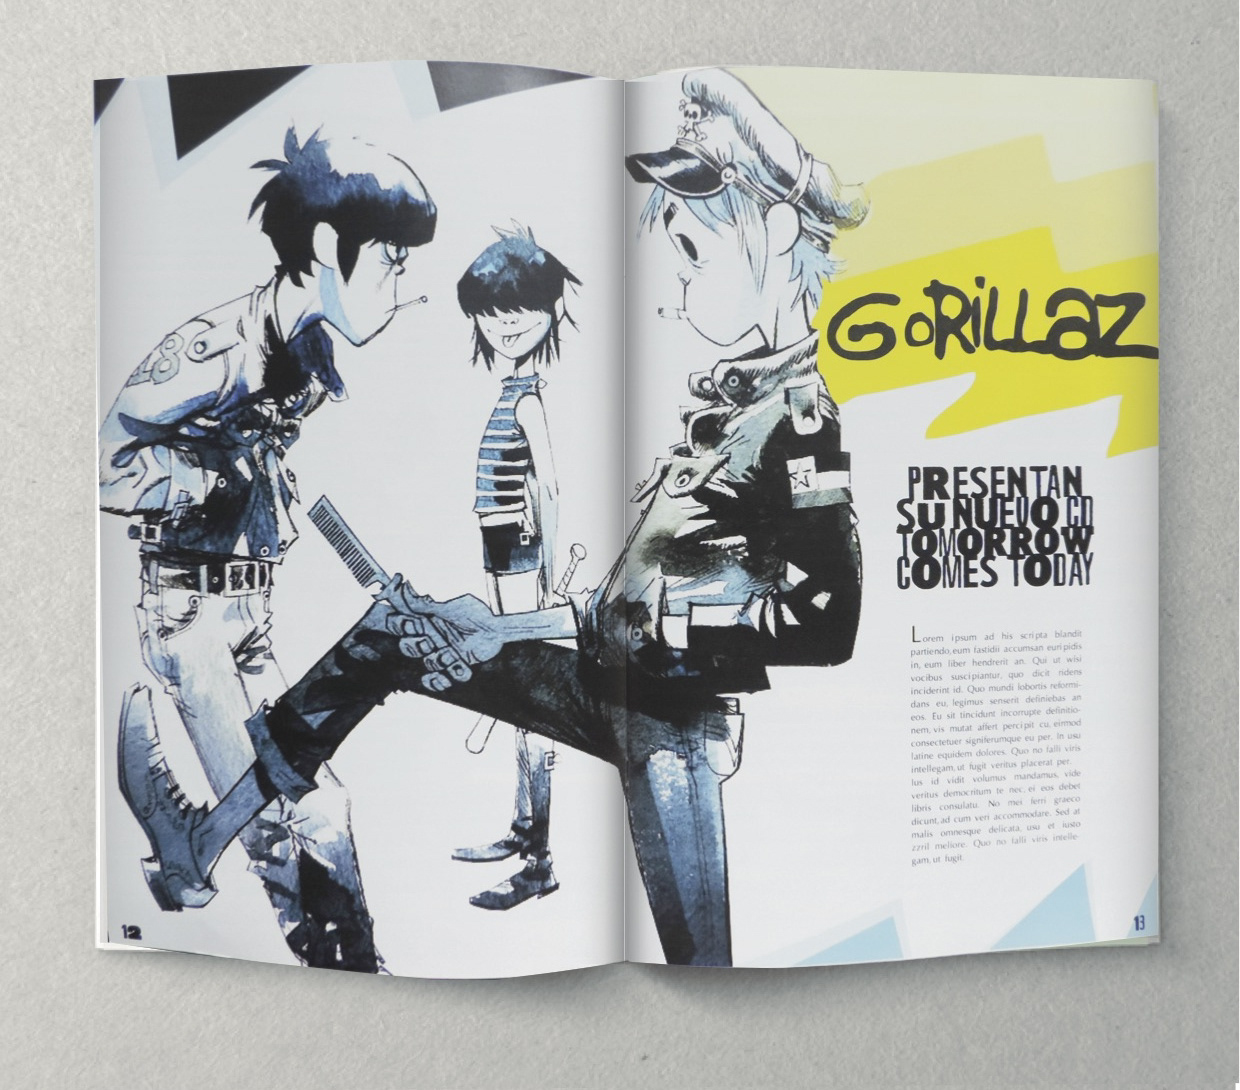 18
GoRiLLaZ
PRESENTAN
SU NUEVO CD
TOMORROW
COMES TODAY
Lorem ipsum ad his scripta blandit
partiendo, eum fastidii accumsan euripidis
in, eum liber hendrerit an. Qui ut wisi
vocibus suscipiantur, quo dicit ridens
inciderint id. Quo mundi lobortis reformi-
dans eu, legimus senserit definiebas an
eos. Eu sit tincidunt incorrupte definitio-
nem, vis mutat affert percipit cu, eirmod
consectetuer signiferumque eu per. In usu
latine equidem dolores. Quo no falli viris
intellegam, ut fugit veritus placerat per.
Ius id vidit volumus mandamus, vide
veritus democritum te nec, ei eos debet
libris consulatu. No mei ferri graeco
dicunt, ad cum veri accommodare. Sed at
malis omnesque delicata, usu et iusto
zzril meliore. Quo no falli viris intelle-
gam, ut fugit.
12
13